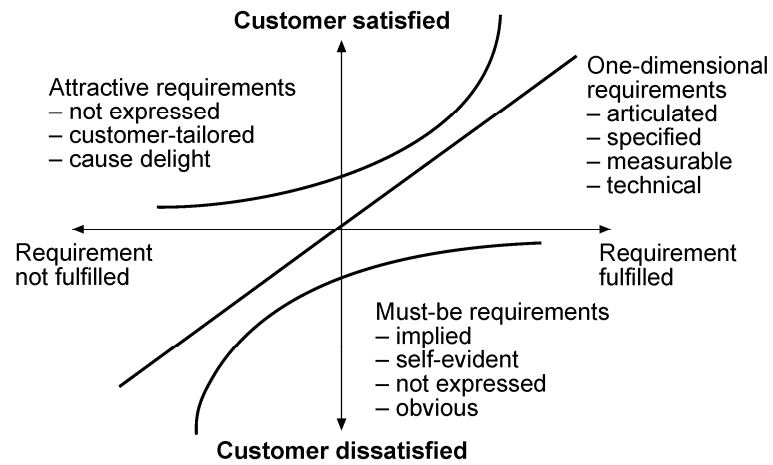 Customer satisfied
Attractive requirements
– not expressed
– customer-tailored
– cause delight
One-dimensional
requirements
– articulated
– specified
– measurable
– technical
Requirement
not fulfilled
Requirement
fulfilled
Must-be requirements
– implied
– self-evident
– not expressed
– obvious
Customer dissatisfied